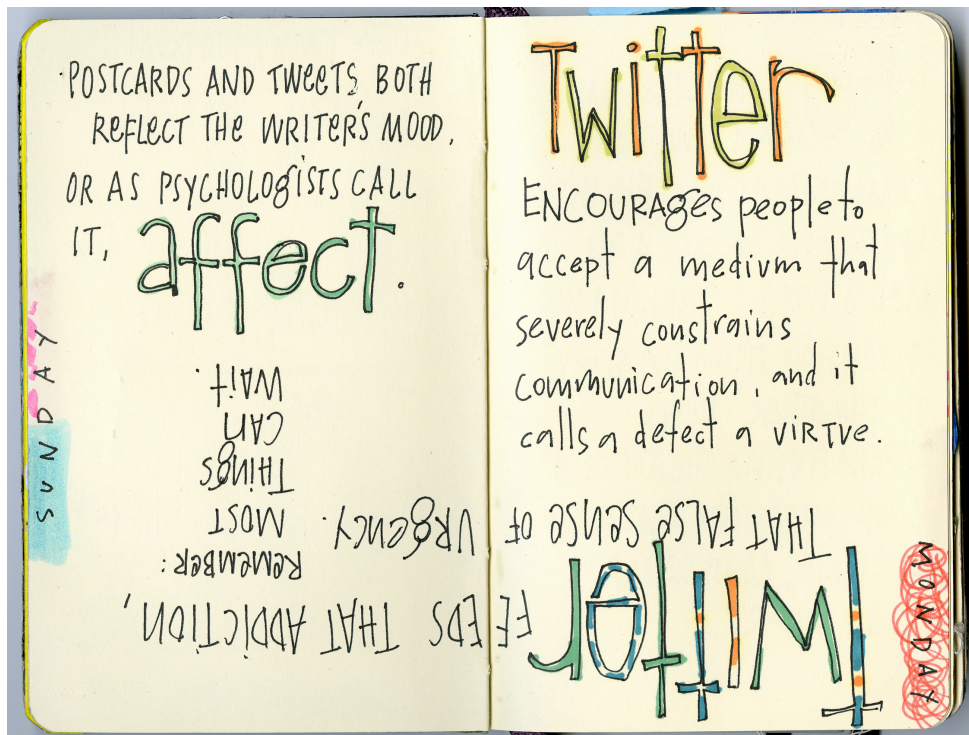 POSTCARDS AND TWEETS, BOTH
REFLECT THE WRITER'S MOOD,
OR AS PSYCHOLOGISTS CALL
IT, affect.
SUNDAY
Twitter
ENCOURAGES people to
accept a medium that
severely constrains
communication, and it
calls a defect a VIRTVE.
MONDAY
TWITTER FEEDS THAT ADDICTION,
THAT FALSE SENSE OF URGENCY.
REMEMBER:
MOST
THINGS
CAN
WAIT.